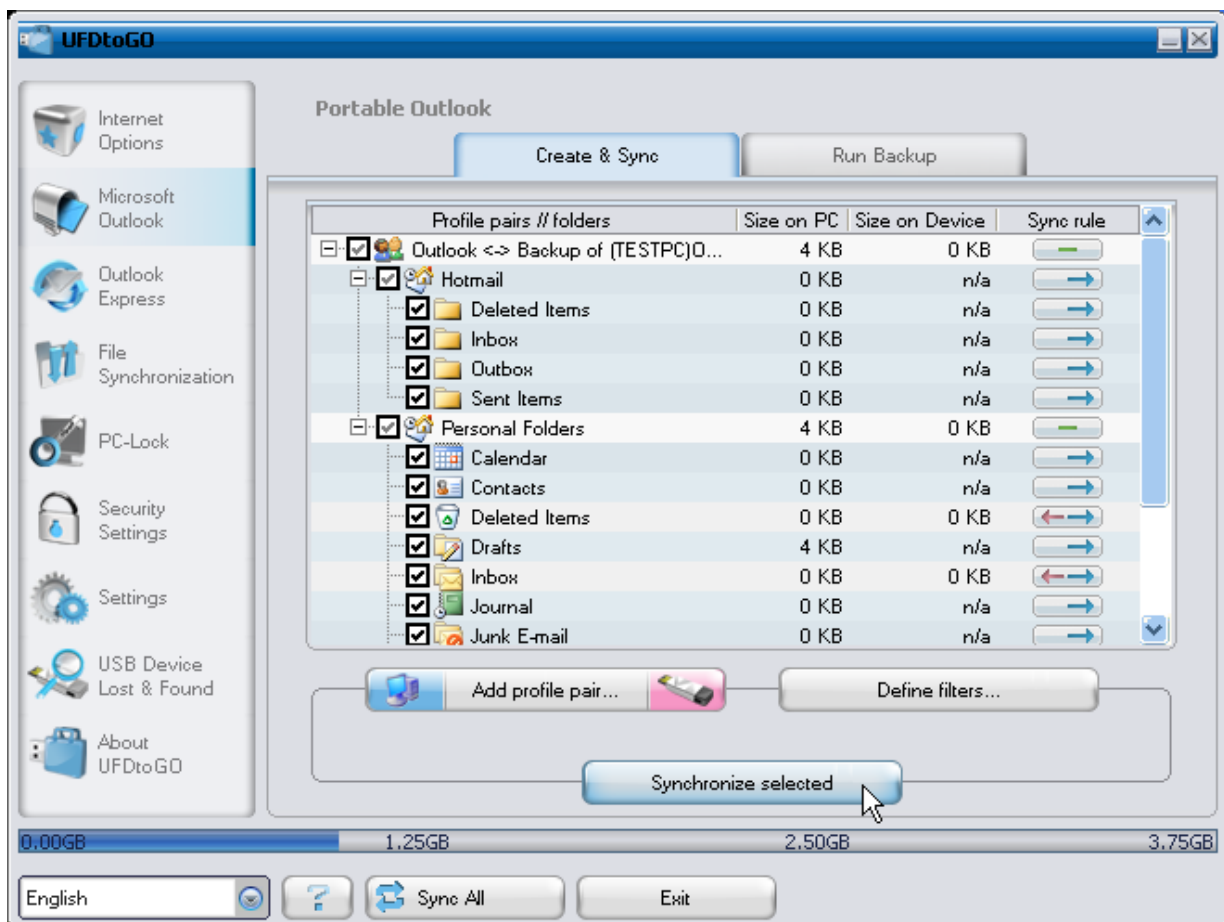 UFDtoGO
Internet
Options
Microsoft
Outlook
Outlook
Express
File
Synchronization
PC-Lock
Security
Settings
Settings
USB Device
Lost & Found
About
UFDtoGO
Portable Outlook
Create & Sync Run Backup
Profile pairs // folders Size on PC Size on Device Sync rule
Outlook <-> Backup of (TESTPC)O... 4 KB 0 KB
Hotmail 0 KB n/a
Deleted Items 0 KB n/a
Inbox 0 KB n/a
Outbox 0 KB n/a
Sent Items 0 KB n/a
Personal Folders 4 KB 0 KB
Calendar 0 KB n/a
Contacts 0 KB n/a
Deleted Items 0 KB 0 KB
Drafts 4 KB n/a
Inbox 0 KB 0 KB
Journal 0 KB n/a
Junk E-mail 0 KB n/a
Add profile pair... Define filters...
Synchronize selected
0.00GB 1.25GB 2.50GB 3.75GB
English ? Sync All Exit